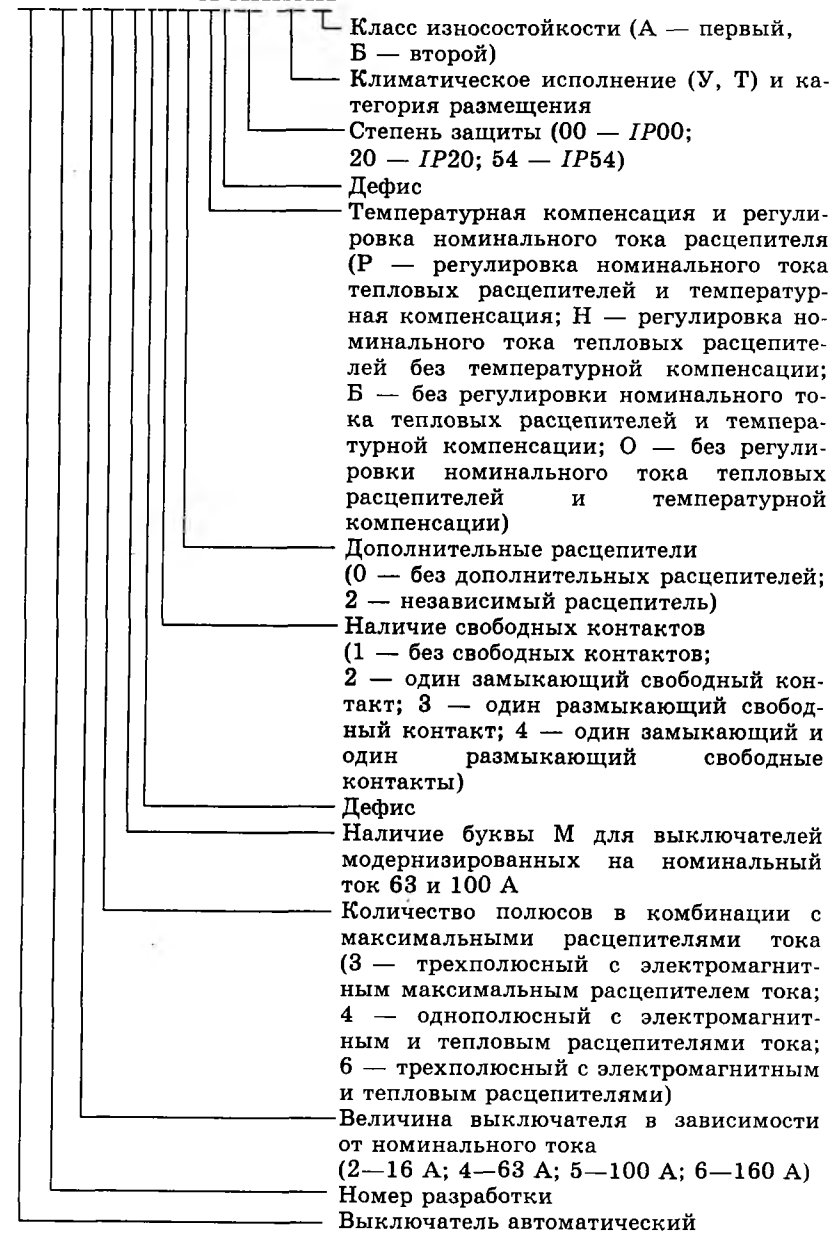 Класс износостойкости (А — первый,
Б — второй)
Климатическое исполнение (У, Т) и ка-
тегория размещения
Степень защиты (00 — IP00;
20 — IP20; 54 — IP54)
Дефис
Температурная компенсация и регули-
ровка номинального тока расцепителя
(Р — регулировка номинального тока
тепловых расцепителей и температур-
ная компенсация; Н — регулировка но-
минального тока тепловых расцепите-
лей без температурной компенсации;
Б — без регулировки номинального то-
ка тепловых расцепителей и темпера-
турной компенсации; О — без регули-
ровки номинального тока тепловых
расцепителей и температурной
компенсации)
Дополнительные расцепители
(0 — без дополнительных расцепителей;
2 — независимый расцепитель)
Наличие свободных контактов
(1 — без свободных контактов;
2 — один замыкающий свободный кон-
такт; 3 — один размыкающий свобод-
ный контакт; 4 — один замыкающий и
один размыкающий свободные
контакты)
Дефис
Наличие буквы М для выключателей
модернизированных на номинальный
ток 63 и 100 А
Количество полюсов в комбинации с
максимальными расцепителями тока
(3 — трехполюсный с электромагнит-
ным максимальным расцепителем тока;
4 — однополюсный с электромагнит-
ным и тепловым расцепителями тока;
6 — трехполюсный с электромагнитным
и тепловым расцепителями)
Величина выключателя в зависимости
от номинального тока
(2—16 А; 4—63 А; 5—100 А; 6—160 А)
Номер разработки
Выключатель автоматический